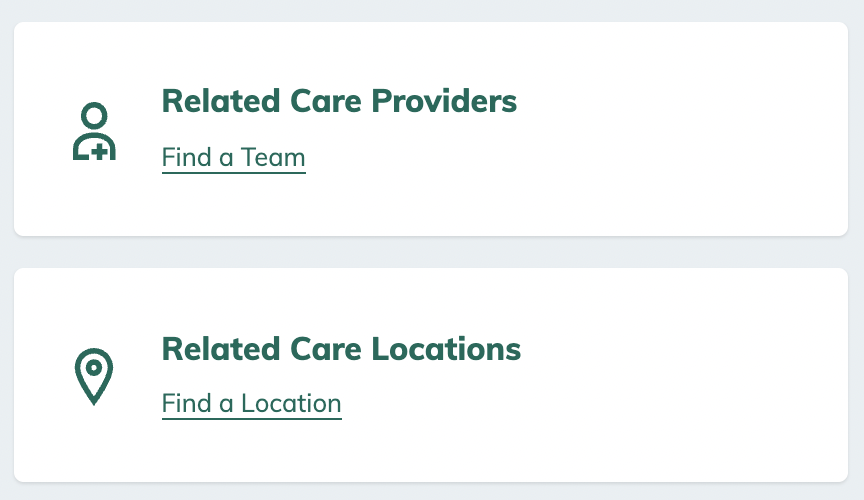 Related Care Providers
Find a Team
Related Care Locations
Find a Location